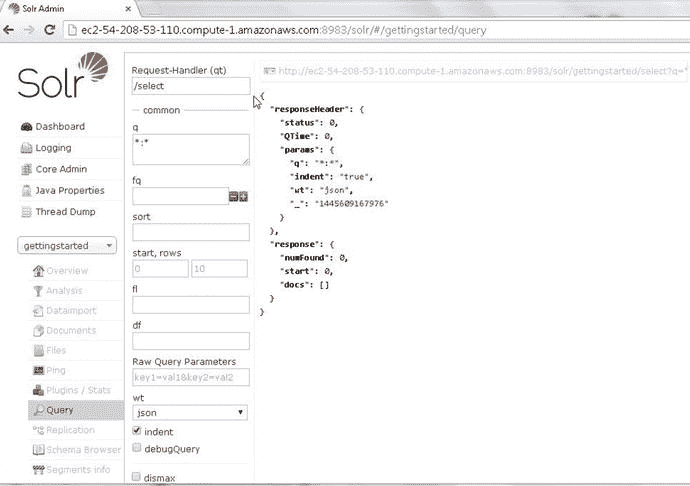 Solr Admin
ec2-54-208-53-110.compute-1.amazonaws.com:8983/solr/#/gettingstarted/query
Solr
Dashboard
Logging
Core Admin
Java Properties
Thread Dump
gettingstarted
Overview
Analysis
Dataimport
Documents
Files
Ping
Plugins / Stats
Query
Replication
Schema Browser
Segments info
Request-Handler (qt)
/select
common
q
*:*
fq
sort
start, rows
0 10
fl
df
Raw Query Parameters
key1=val1&key2=val2
wt
json
indent
debugQuery
dismax
http://ec2-54-208-53-110.compute-1.amazonaws.com:8983/solr/gettingstarted/select?q=*
{
"responseHeader": {
"status": 0,
"QTime": 0,
"params": {
"q": "*:*",
"indent": "true",
"wt": "json",
"_": "1445609167976"
}
},
"response": {
"numFound": 0,
"start": 0,
"docs": []
}
}